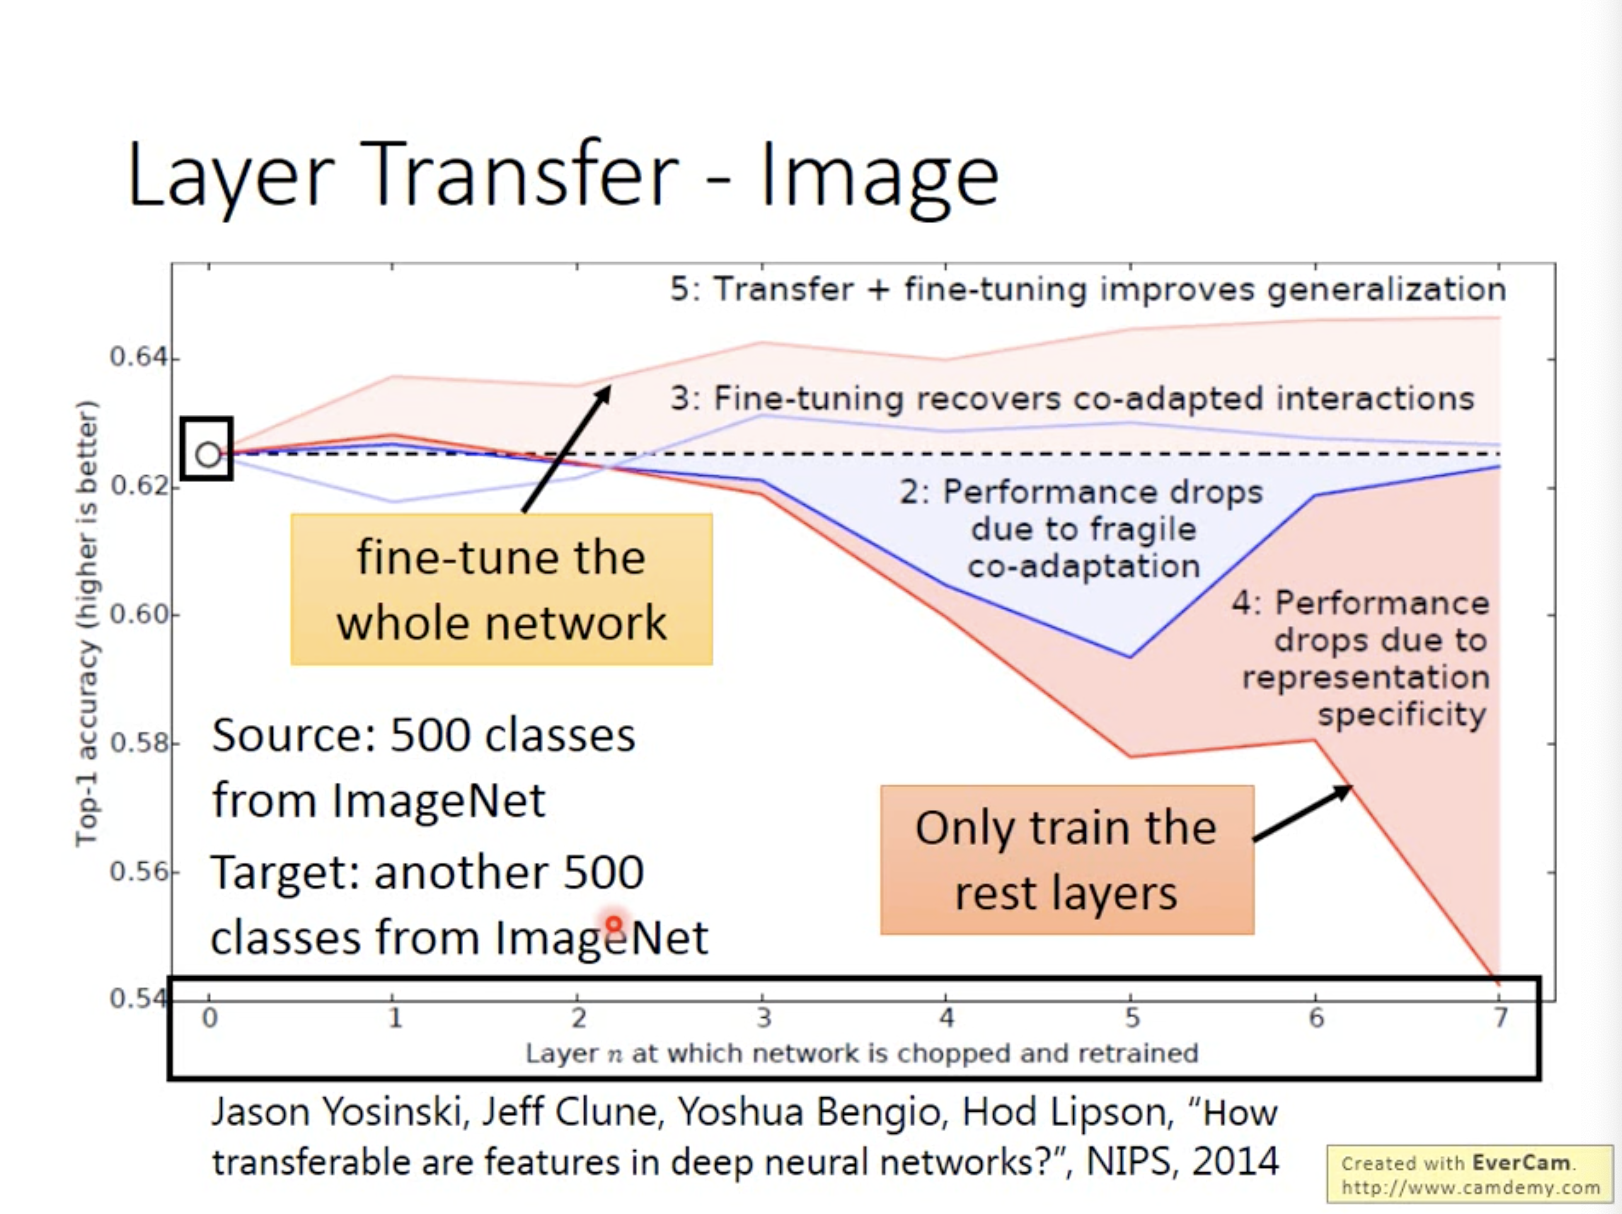 Layer Transfer - Image
5: Transfer + fine-tuning improves generalization
3: Fine-tuning recovers co-adapted interactions
2: Performance drops
due to fragile
co-adaptation
4: Performance
drops due to
representation
specificity
fine-tune the
whole network
Source: 500 classes
from ImageNet
Target: another 500
classes from ImageNet
Only train the
rest layers
Top-1 accuracy (higher is better)
0.64
0.62
0.60
0.58
0.56
0.54
0 1 2 3 4 5 6 7
Layer n at which network is chopped and retrained
Jason Yosinski, Jeff Clune, Yoshua Bengio, Hod Lipson, “How
transferable are features in deep neural networks?”, NIPS, 2014
Created with EverCam.
http://www.camdemy.com